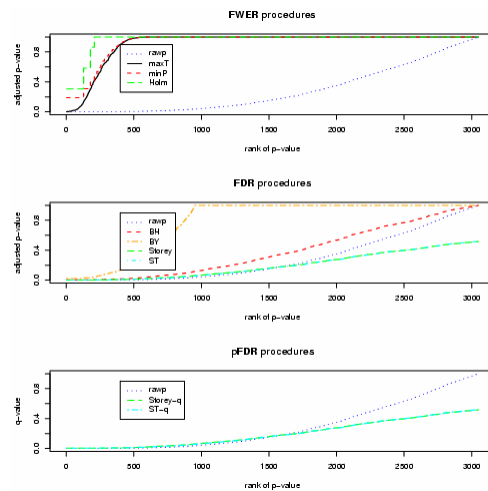 FWER procedures
adjusted p-value
0.0 0.4 0.8
rawp
maxT
minP
Holm
0 500 1000 1500 2000 2500 3000
rank of p-value
FDR procedures
adjusted p-value
0.0 0.4 0.8
rawp
BH
BY
Storey
ST
0 500 1000 1500 2000 2500 3000
rank of p-value
pFDR procedures
q-value
0.0 0.4 0.8
rawp
Storey-q
ST-q
0 500 1000 1500 2000 2500 3000
rank of p-value